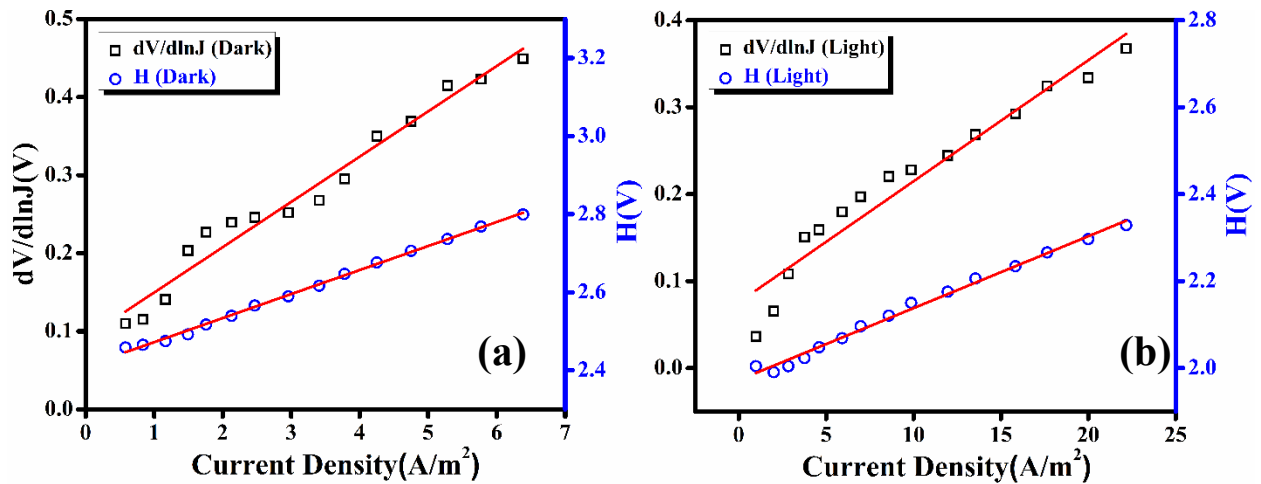 0.5
0.4
0.3
0.2
0.1
0.0
dV/dlnJ(V)
dV/dlnJ (Dark)
H (Dark)
3.2
3.0
2.8
2.6
2.4
H(V)
(a)
0 1 2 3 4 5 6 7
Current Density(A/m²)
0.4
0.3
0.2
0.1
0.0
dV/dlnJ(V)
dV/dlnJ (Light)
H (Light)
2.8
2.6
2.4
2.2
2.0
H(V)
(b)
0 5 10 15 20 25
Current Density(A/m²)